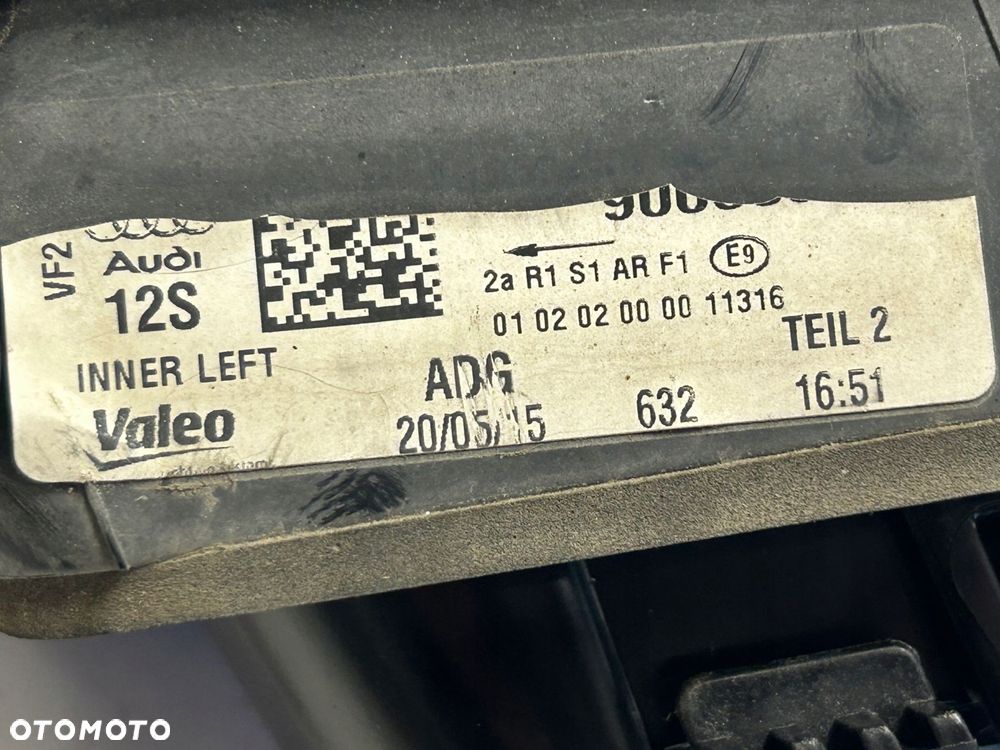 VF2
Audi
12S
2a R1 S1 AR F1 E9
01 02 02 00 00 11316
INNER LEFT
ADG
TEIL 2
Valeo
20/05/15 632 16:51
OTOMOTO